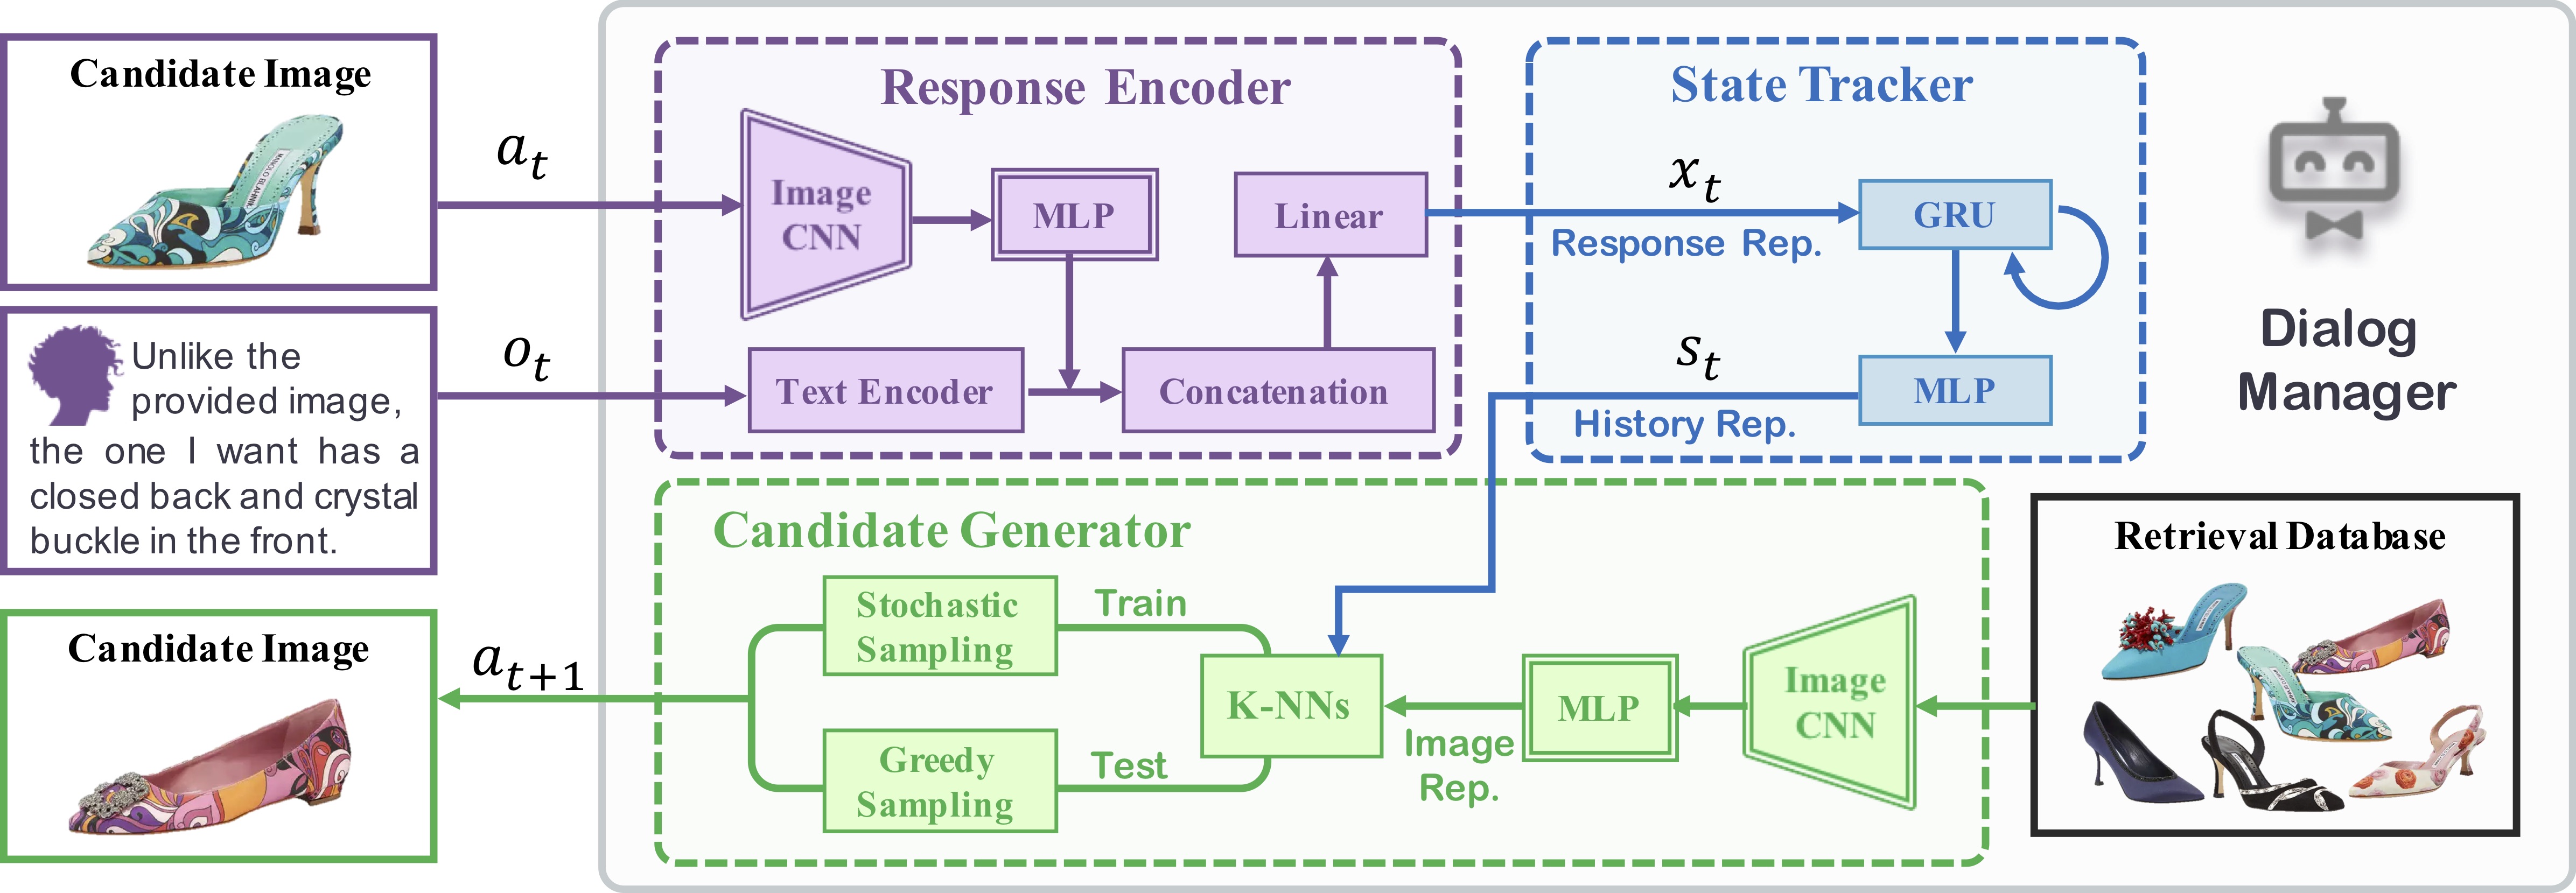 Candidate Image
a_t
Unlike the
provided image,
the one I want has a
closed back and crystal
buckle in the front.
o_t
Candidate Image
a_{t+1}
Response Encoder
Image
CNN
MLP
Linear
Text Encoder
Concatenation
State Tracker
x_t
Response Rep.
GRU
s_t
History Rep.
MLP
Dialog
Manager
Candidate Generator
Stochastic
Sampling
Train
Greedy
Sampling
Test
K-NNs
Image
Rep.
MLP
Image
CNN
Retrieval Database